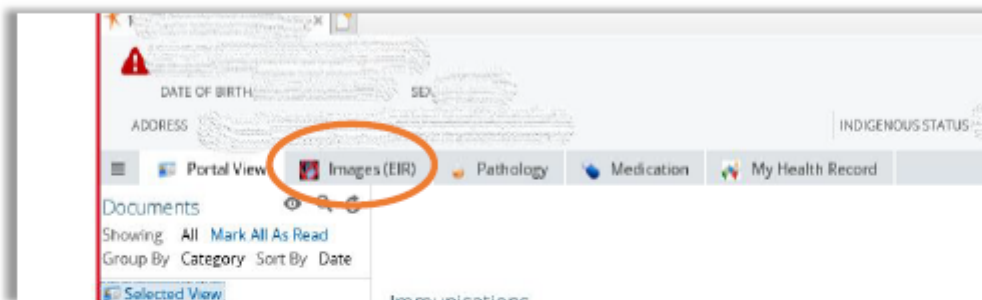 DATE OF BIRTH SEX
ADDRESS INDIGENOUS STATUS
Portal View Images (EIR) Pathology Medication My Health Record
Documents
Showing All Mark All As Read
Group By Category Sort By Date
Selected View
Immunisations